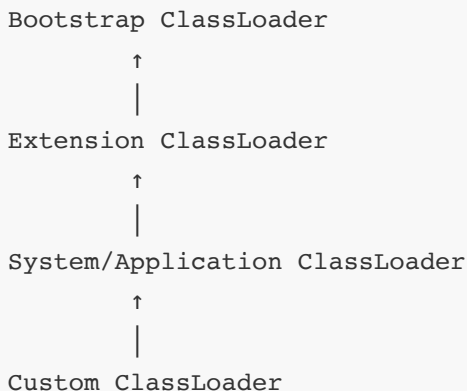 Bootstrap ClassLoader
↑
│
Extension ClassLoader
↑
│
System/Application ClassLoader
↑
│
Custom ClassLoader